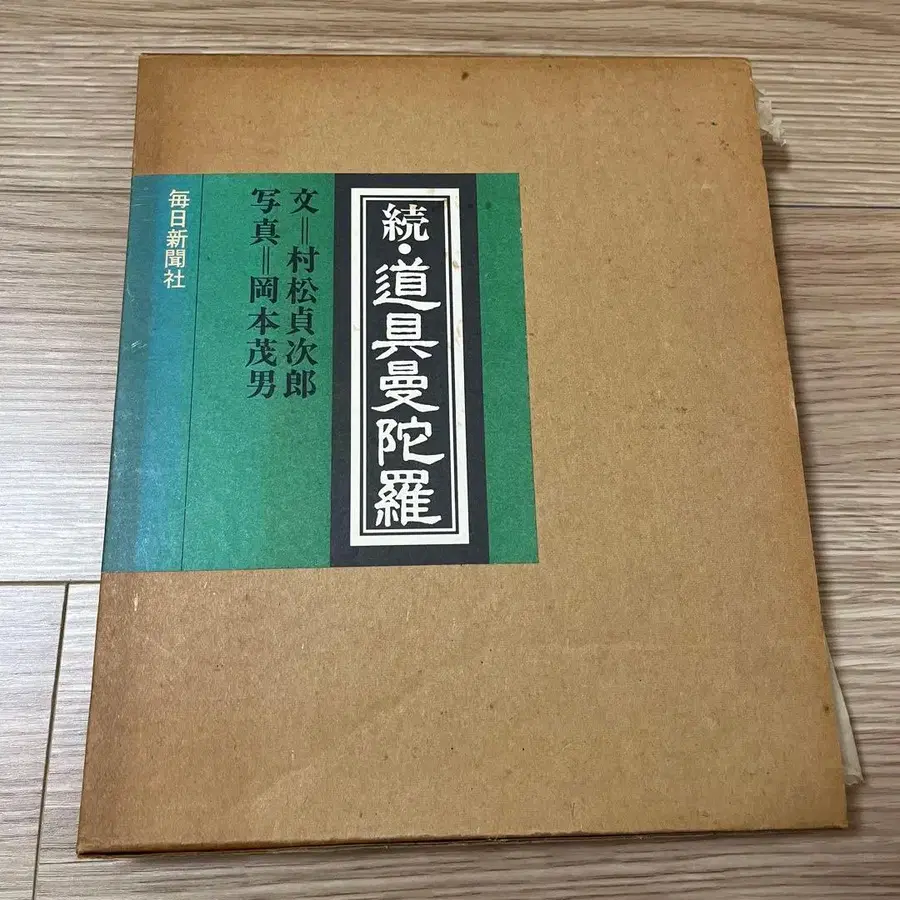 続・道具曼陀羅
文＝村松貞次郎
写真＝岡本茂男
毎日新聞社